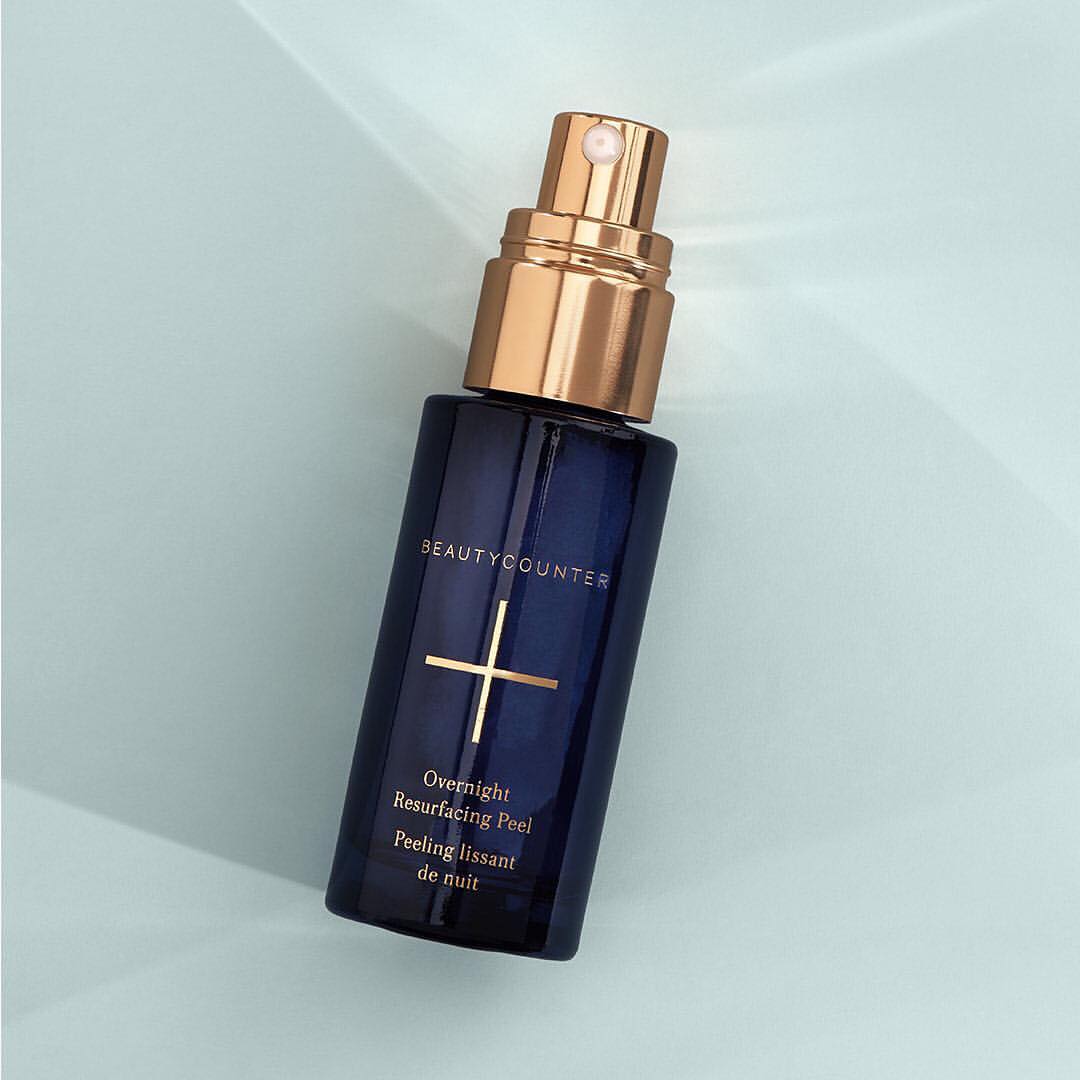 BEAUTYCOUNTER
Overnight
Resurfacing Peel
Peeling lissant
de nuit